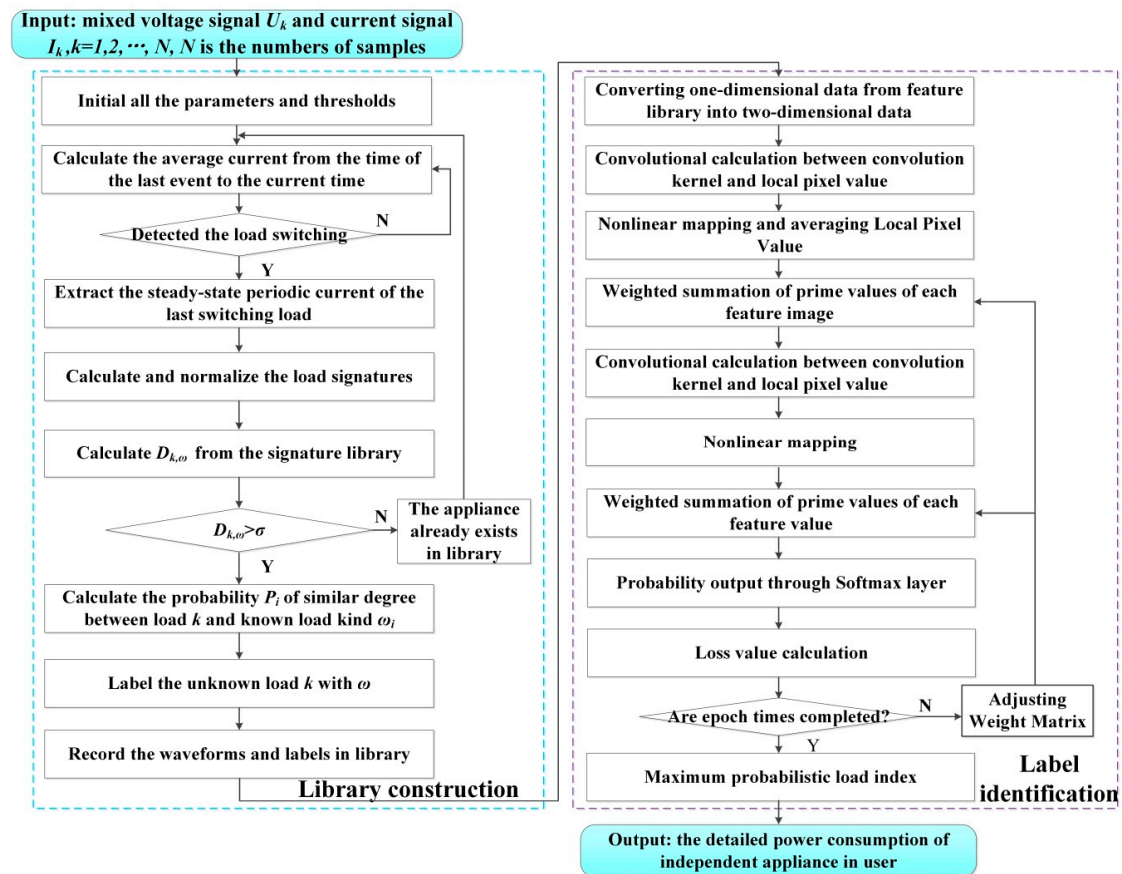 Input: mixed voltage signal Uk and current signal
Ik,k=1,2, ···, N, N is the numbers of samples
Initial all the parameters and thresholds
Calculate the average current from the time of
the last event to the current time
Detected the load switching
N
Y
Extract the steady-state periodic current of the
last switching load
Calculate and normalize the load signatures
Calculate Dk,ω from the signature library
Dk,ω>σ
N
The appliance
already exists
in library
Y
Calculate the probability Pi of similar degree
between load k and known load kind ωi
Label the unknown load k with ω
Record the waveforms and labels in library
Library construction
Converting one-dimensional data from feature
library into two-dimensional data
Convolutional calculation between convolution
kernel and local pixel value
Nonlinear mapping and averaging Local Pixel
Value
Weighted summation of prime values of each
feature image
Convolutional calculation between convolution
kernel and local pixel value
Nonlinear mapping
Weighted summation of prime values of each
feature value
Probability output through Softmax layer
Loss value calculation
Are epoch times completed?
N
Adjusting
Weight Matrix
Y
Maximum probabilistic load index
Label
identification
Output: the detailed power consumption of
independent appliance in user